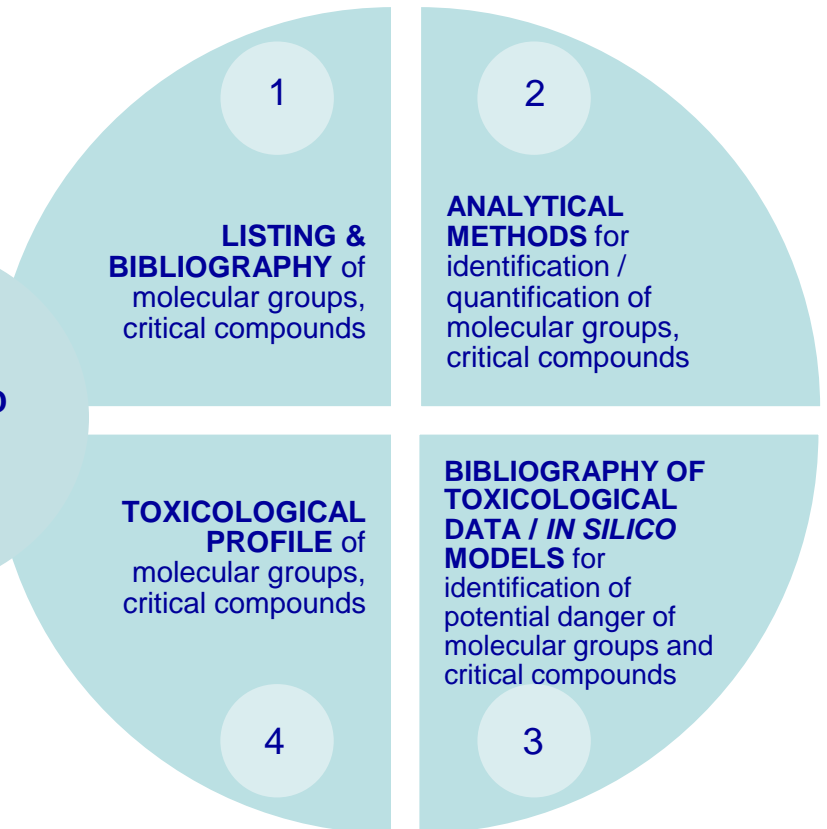 1
LISTING &
BIBLIOGRAPHY of
molecular groups,
critical compounds
2
ANALYTICAL
METHODS for
identification /
quantification of
molecular groups,
critical compounds
BIBLIOGRAPHY OF
TOXICOLOGICAL
DATA / IN SILICO
MODELS for
identification of
potential danger of
molecular groups and
critical compounds
3
TOXICOLOGICAL
PROFILE of
molecular groups,
critical compounds
4